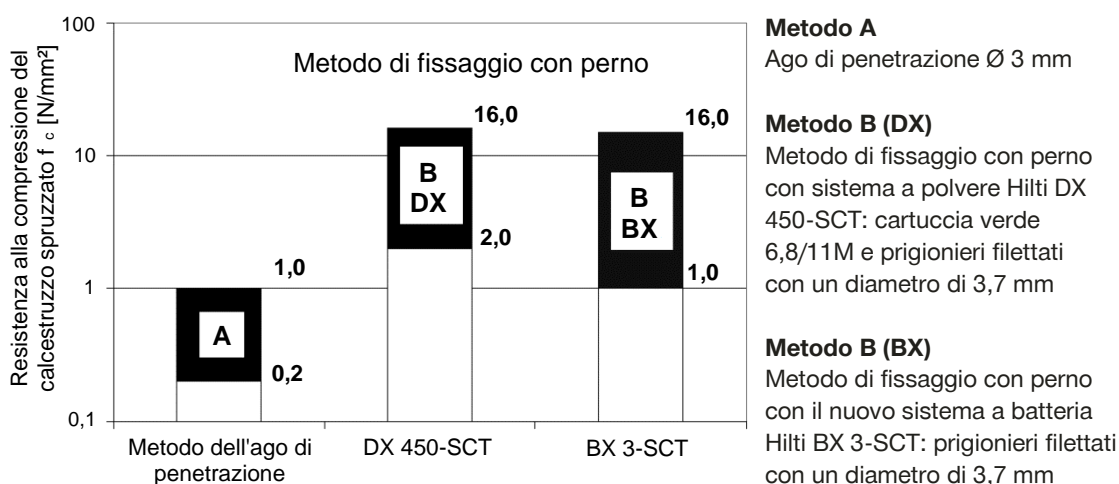 Resistenza alla compressione del
calcestruzzo spruzzato f c [N/mm²]
100
10
1
0,1
Metodo di fissaggio con perno
A
1,0
0,2
B
DX
16,0
2,0
B
BX
16,0
1,0
Metodo dell'ago di
penetrazione
DX 450-SCT
BX 3-SCT
Metodo A
Ago di penetrazione Ø 3 mm
Metodo B (DX)
Metodo di fissaggio con perno
con sistema a polvere Hilti DX
450-SCT: cartuccia verde
6,8/11M e prigionieri filettati
con un diametro di 3,7 mm
Metodo B (BX)
Metodo di fissaggio con perno
con il nuovo sistema a batteria
Hilti BX 3-SCT: prigionieri filettati
con un diametro di 3,7 mm